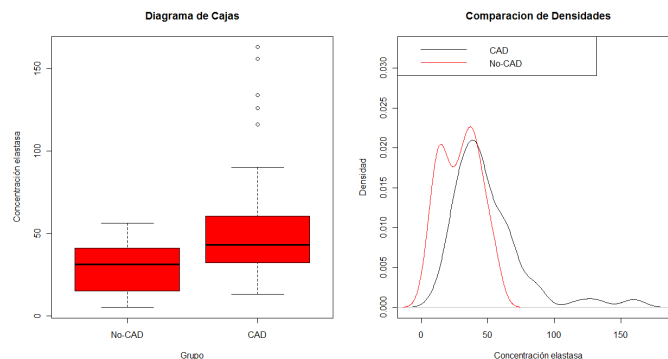 Diagrama de Cajas
Concentración elastasa
150
100
50
0
No-CAD
CAD
Grupo
Comparacion de Densidades
CAD
No-CAD
Densidad
0.030
0.025
0.020
0.015
0.010
0.005
0.000
0
50
100
150
Concentración elastasa